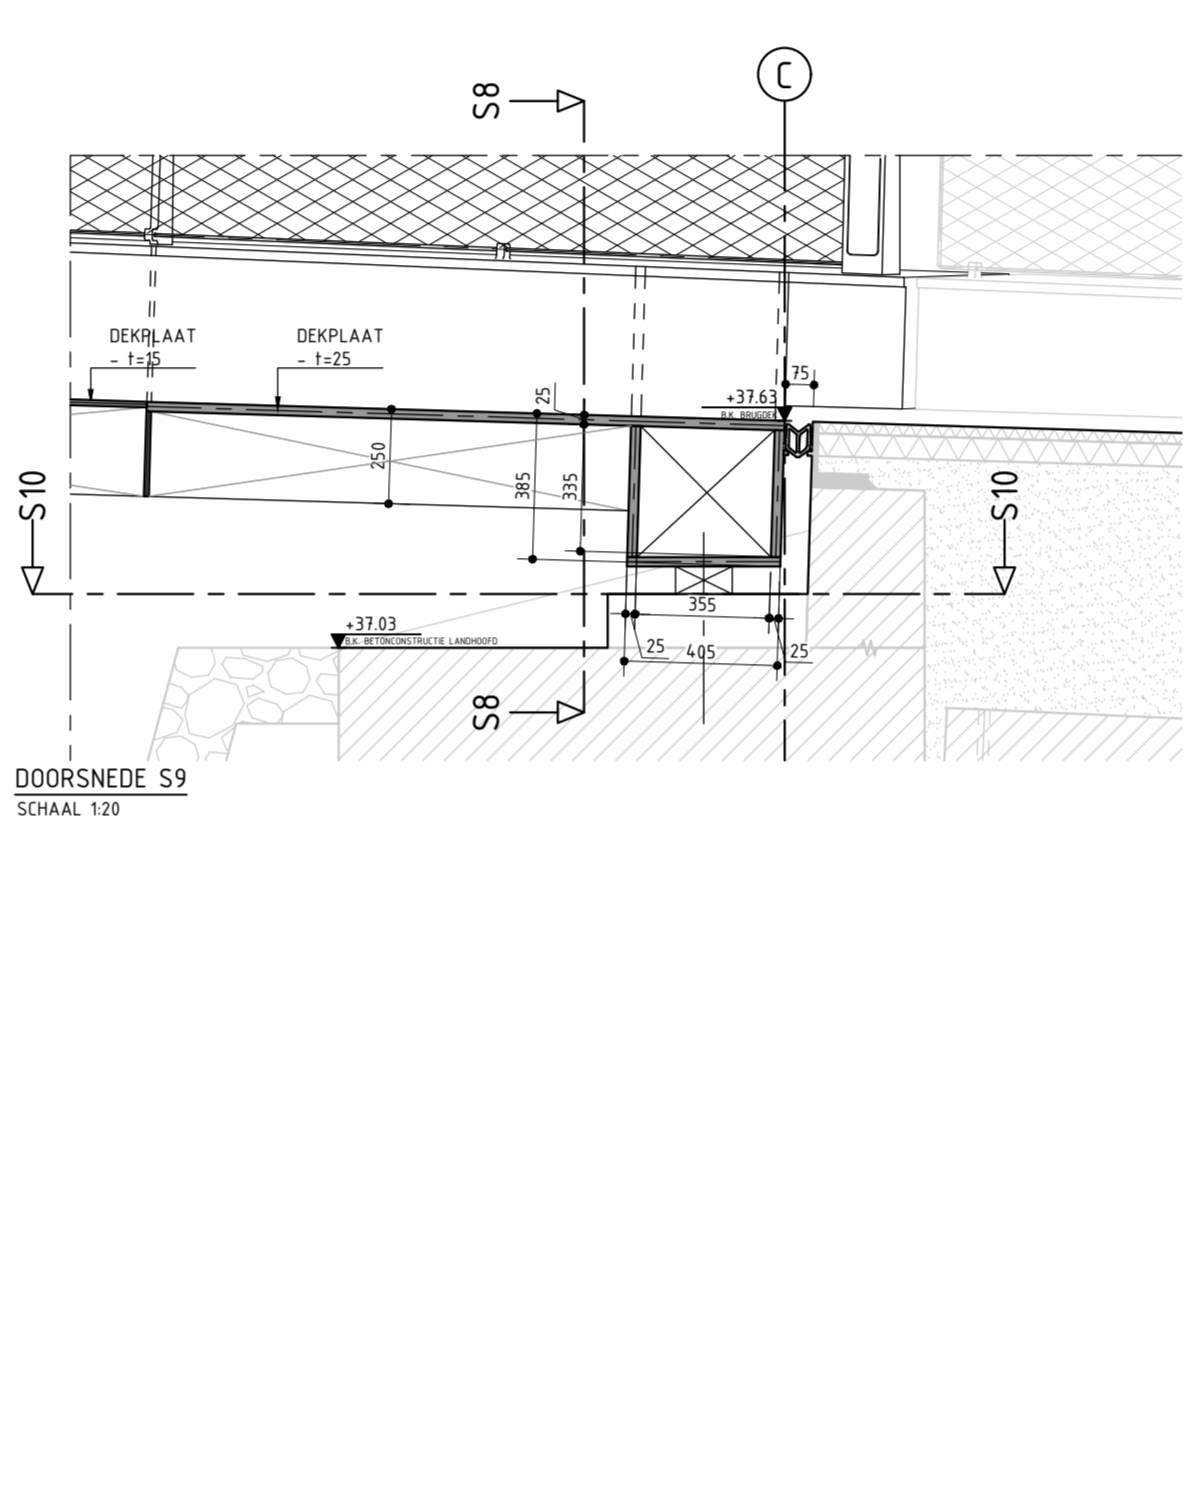 C
S8
DEKPLAAT
- t=15
DEKPLAAT
- t=25
25
75
+37.63
B.K. BRUGDEK
250
385
335
S10
S10
355
+37.03
B.K. BETONCONSTRUCTIE LANDHOOFD
25
405
25
S8
DOORSNEDE S9
SCHAAL 1:20